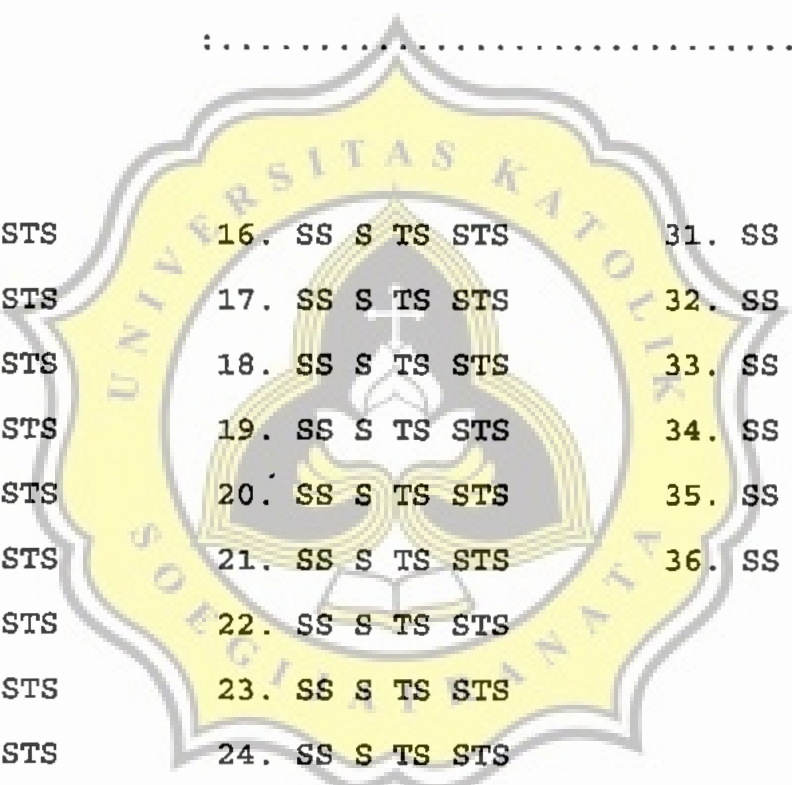 :..............................
STS 16. SS S TS STS 31. SS
STS 17. SS S TS STS 32. SS
STS 18. SS S TS STS 33. SS
STS 19. SS S TS STS 34. SS
STS 20. SS S TS STS 35. SS
STS 21. SS S TS STS 36. SS
STS 22. SS S TS STS
STS 23. SS S TS STS
STS 24. SS S TS STS
UNIVERSITAS KATOLIK
SOEGIJAPRANATA